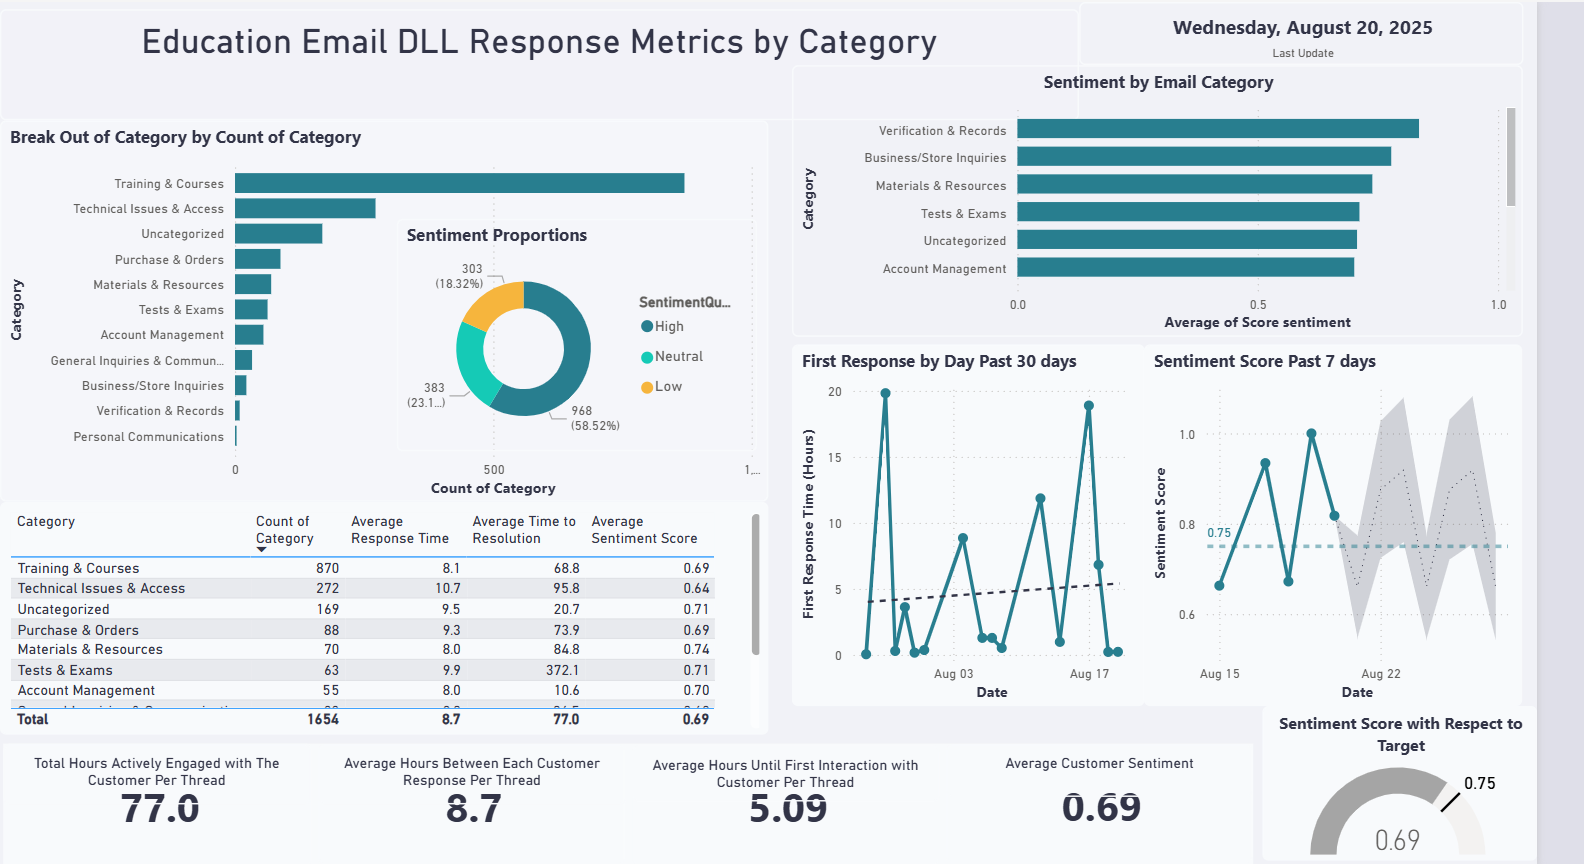 Education Email DLL Response Metrics by Category
Wednesday, August 20, 2025
Last Update
Break Out of Category by Count of Category
Category
Training & Courses
Technical Issues & Access
Uncategorized
Purchase & Orders
Materials & Resources
Tests & Exams
Account Management
General Inquiries & Commun...
Business/Store Inquiries
Verification & Records
Personal Communications
0
500
1,...
Count of Category
Sentiment Proportions
303
(18.32%)
383
(23.1...)
968
(58.52%)
SentimentQu...
High
Neutral
Low
Sentiment by Email Category
Category
Verification & Records
Business/Store Inquiries
Materials & Resources
Tests & Exams
Uncategorized
Account Management
0.0
0.5
1.0
Average of Score sentiment
First Response by Day Past 30 days
First Response Time (Hours)
20
15
10
5
0
Aug 03
Aug 17
Date
Sentiment Score Past 7 days
Sentiment Score
1.0
0.8
0.75
0.6
Aug 15
Aug 22
Date
Category Count of Category Average Response Time Average Time to Resolution Average Sentiment Score
Training & Courses 870 8.1 68.8 0.69
Technical Issues & Access 272 10.7 95.8 0.64
Uncategorized 169 9.5 20.7 0.71
Purchase & Orders 88 9.3 73.9 0.69
Materials & Resources 70 8.0 84.8 0.74
Tests & Exams 63 9.9 372.1 0.71
Account Management 55 8.0 10.6 0.70
Total 1654 8.7 77.0 0.69
Total Hours Actively Engaged with The
Customer Per Thread
77.0
Average Hours Between Each Customer
Response Per Thread
8.7
Average Hours Until First Interaction with
Customer Per Thread
5.09
Average Customer Sentiment
0.69
Sentiment Score with Respect to
Target
0.75
0.69